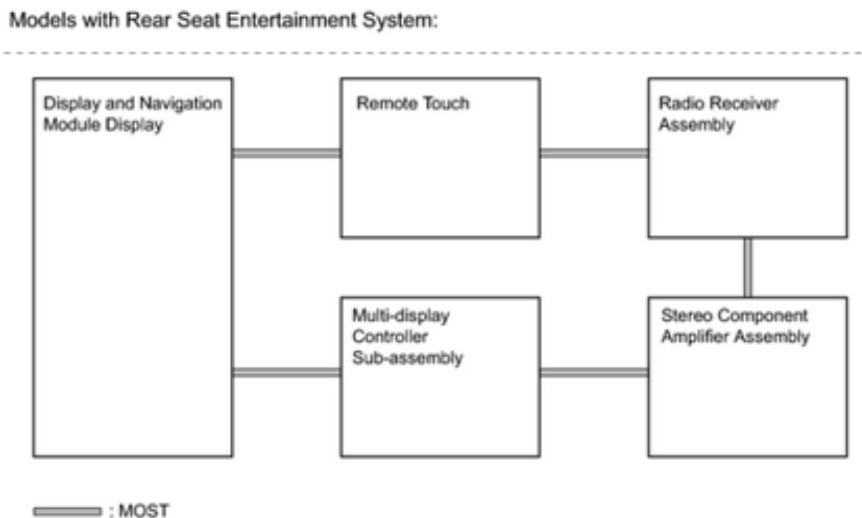 Models with Rear Seat Entertainment System:
Display and Navigation
Module Display
Remote Touch
Radio Receiver
Assembly
Multi-display
Controller
Sub-assembly
Stereo Component
Amplifier Assembly
: MOST